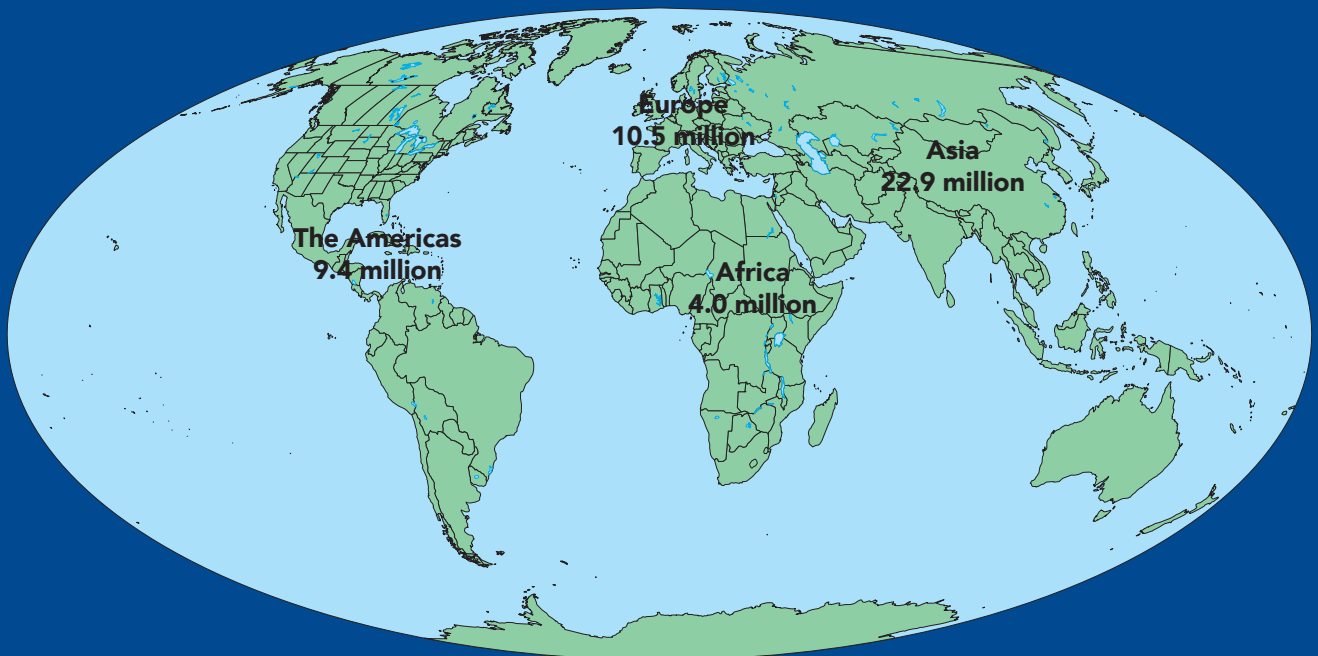 Europe
10.5 million
Asia
22.9 million
The Americas
9.4 million
Africa
4.0 million